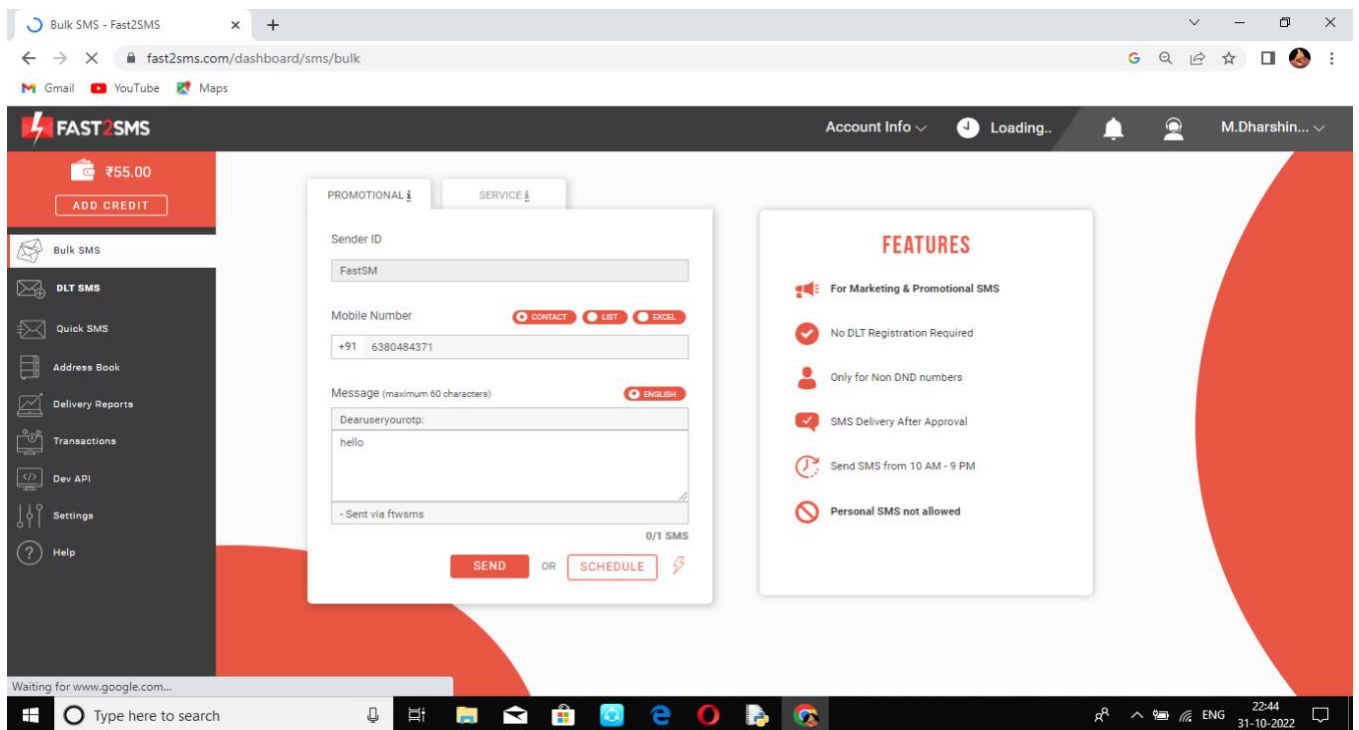 Bulk SMS - Fast2SMS
fast2sms.com/dashboard/sms/bulk
Gmail YouTube Maps
FAST2SMS
Account Info
Loading..
M.Dharshin...
₹55.00
ADD CREDIT
Bulk SMS
DLT SMS
Quick SMS
Address Book
Delivery Reports
Transactions
Dev API
Settings
Help
PROMOTIONAL SERVICE
Sender ID
FastSM
Mobile Number CONTACT LIST EXCEL
+91 6380484371
Message (maximum 60 characters) ENGLISH
Dearuseryourotp:
hello
- Sent via ftwsms
0/1 SMS
SEND OR SCHEDULE
FEATURES
For Marketing & Promotional SMS
No DLT Registration Required
Only for Non DND numbers
SMS Delivery After Approval
Send SMS from 10 AM - 9 PM
Personal SMS not allowed
Waiting for www.google.com...
Type here to search
ENG
22:44
31-10-2022